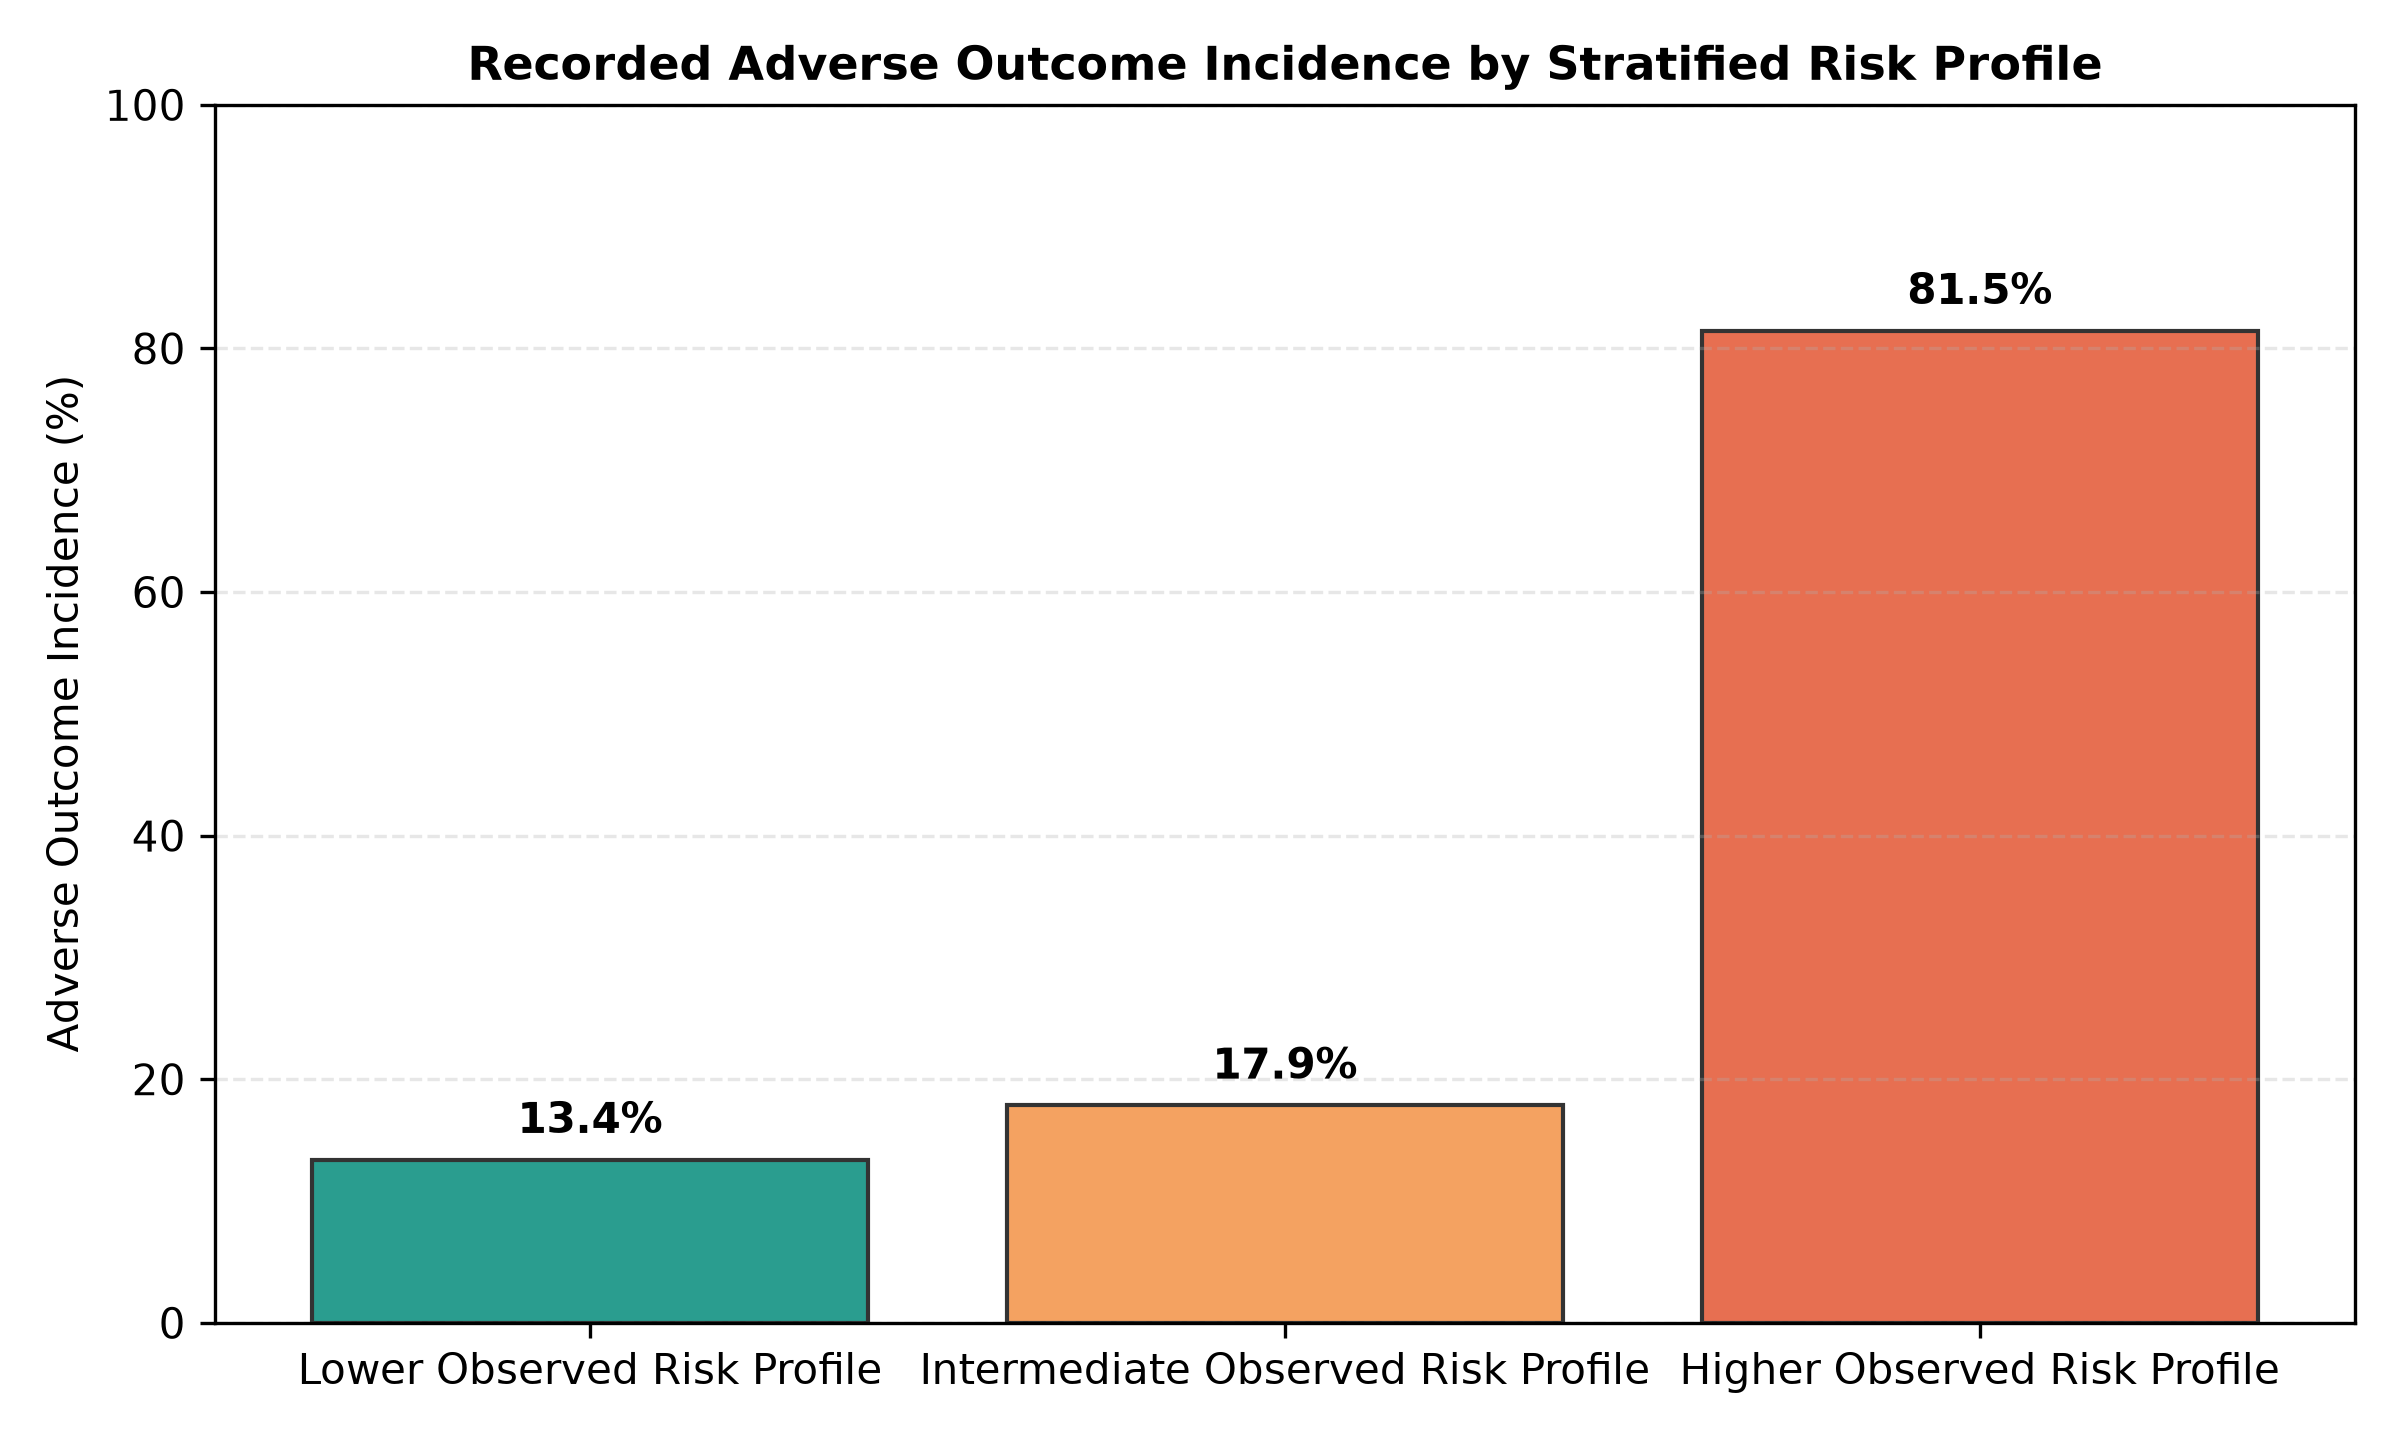 Recorded Adverse Outcome Incidence by Stratified Risk Profile
Adverse Outcome Incidence (%)
100
80
60
40
20
0
13.4%
17.9%
81.5%
Lower Observed Risk Profile
Intermediate Observed Risk Profile
Higher Observed Risk Profile